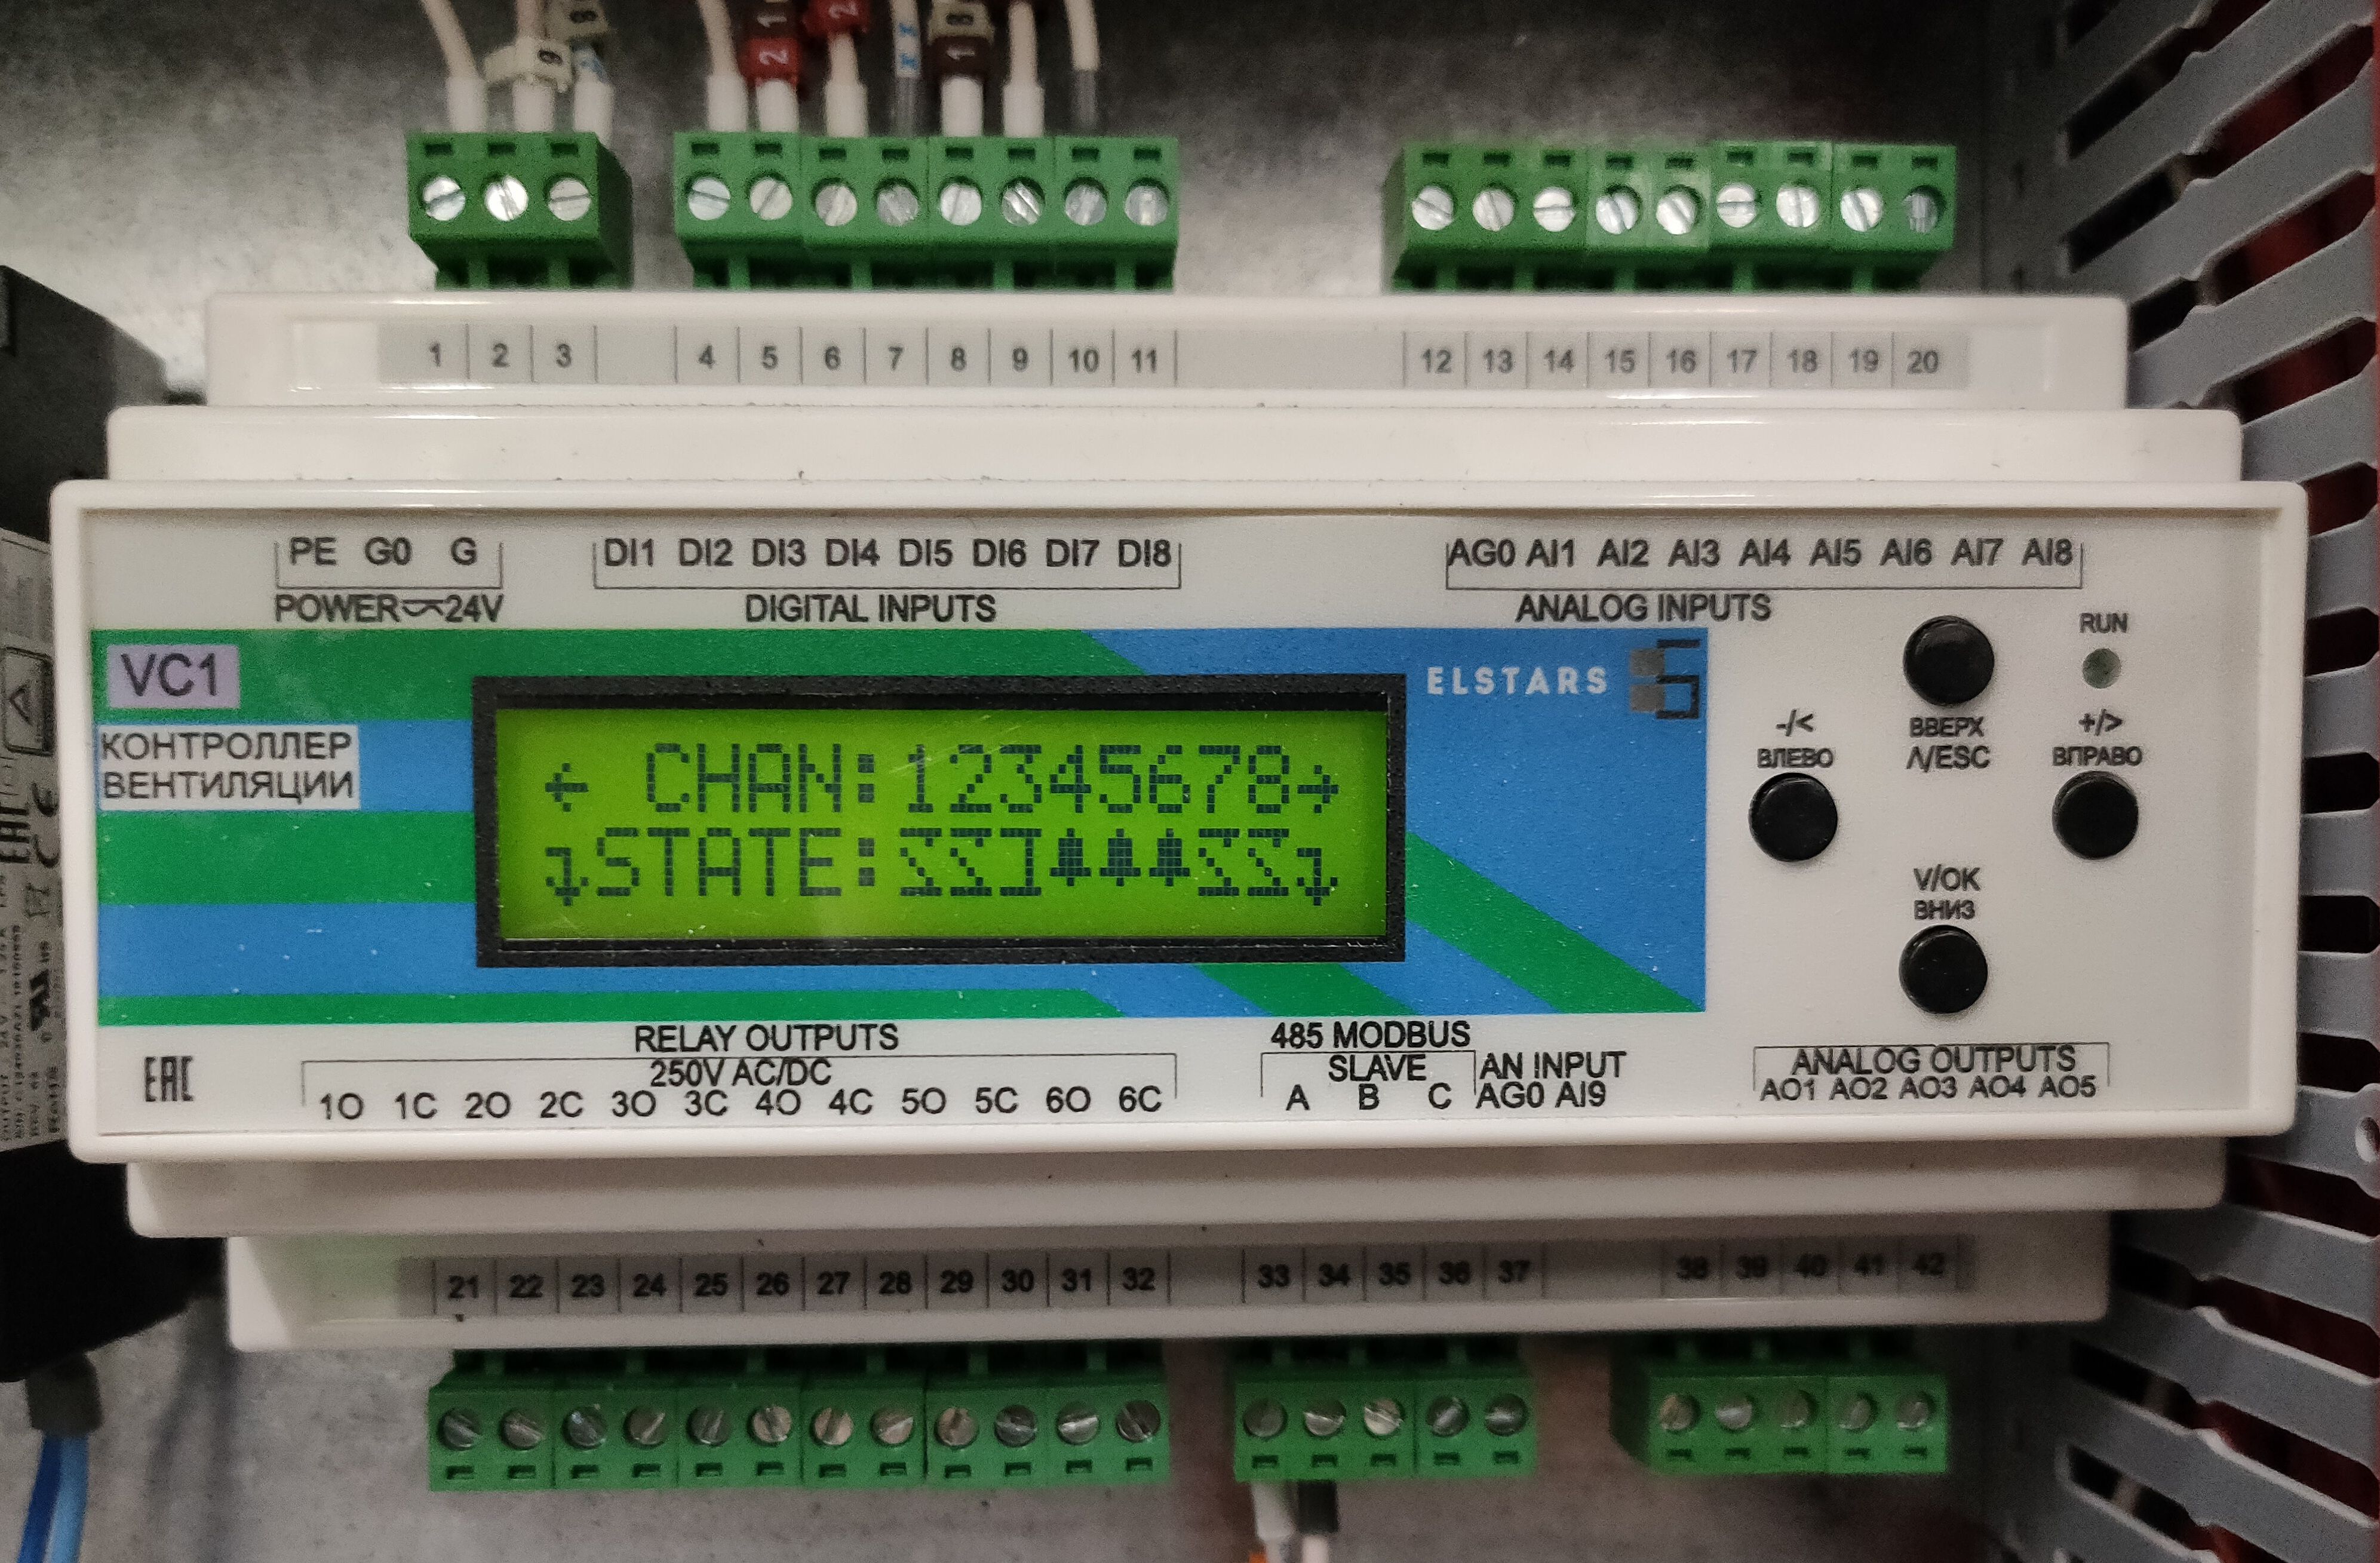 1 2 3 4 5 6 7 8 9 10 11 12 13 14 15 16 17 18 19 20
PE G0 G DI1 DI2 DI3 DI4 DI5 DI6 DI7 DI8 AG0 AI1 AI2 AI3 AI4 AI5 AI6 AI7 AI8
POWER 24V DIGITAL INPUTS ANALOG INPUTS
VC1
КОНТРОЛЛЕР
ВЕНТИЛЯЦИИ
ELSTARS
← CHAN:12345678→
STATE:
RUN
-/<
ВЛЕВО
ВВЕРХ
Λ/ESC
+/>
ВПРАВО
V/OK
ВНИЗ
EAC
RELAY OUTPUTS
250V AC/DC
1O 1C 2O 2C 3O 3C 4O 4C 5O 5C 6O 6C
485 MODBUS
SLAVE
A B C
AN INPUT
AG0 AI9
ANALOG OUTPUTS
AO1 AO2 AO3 AO4 AO5
21 22 23 24 25 26 27 28 29 30 31 32 33 34 35 36 37 38 39 40 41 42